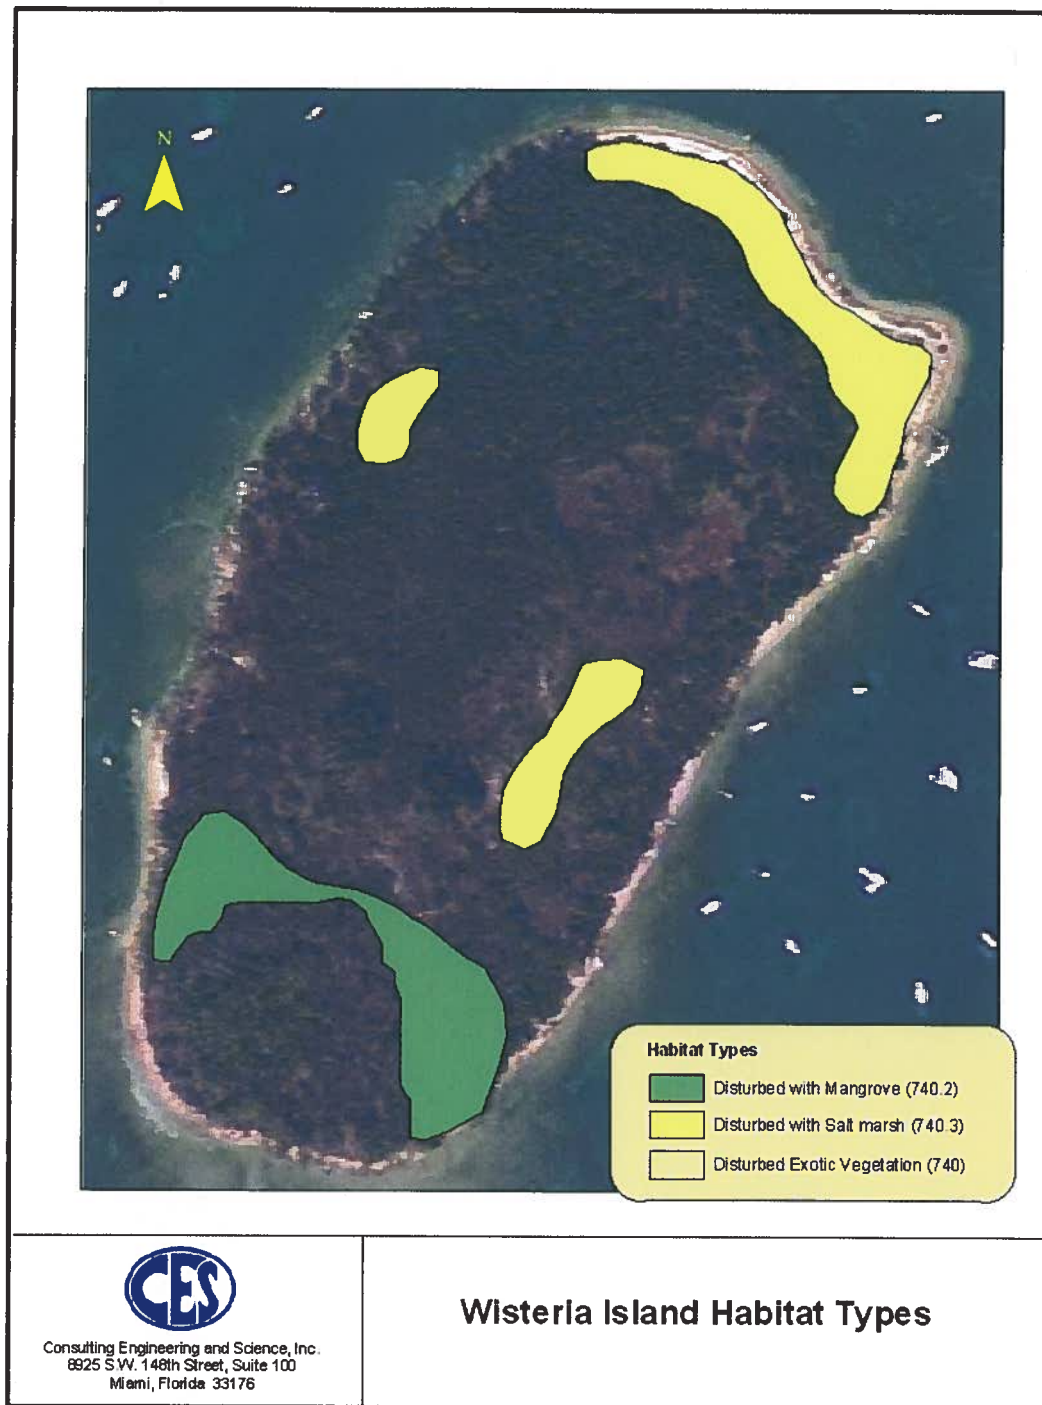 N
Habitat Types
Disturbed with Mangrove (740.2)
Disturbed with Salt marsh (740.3)
Disturbed Exotic Vegetation (740)
CES
Consulting Engineering and Science, Inc.
8925 S.W. 148th Street, Suite 100
Miami, Florida 33176
Wisteria Island Habitat Types